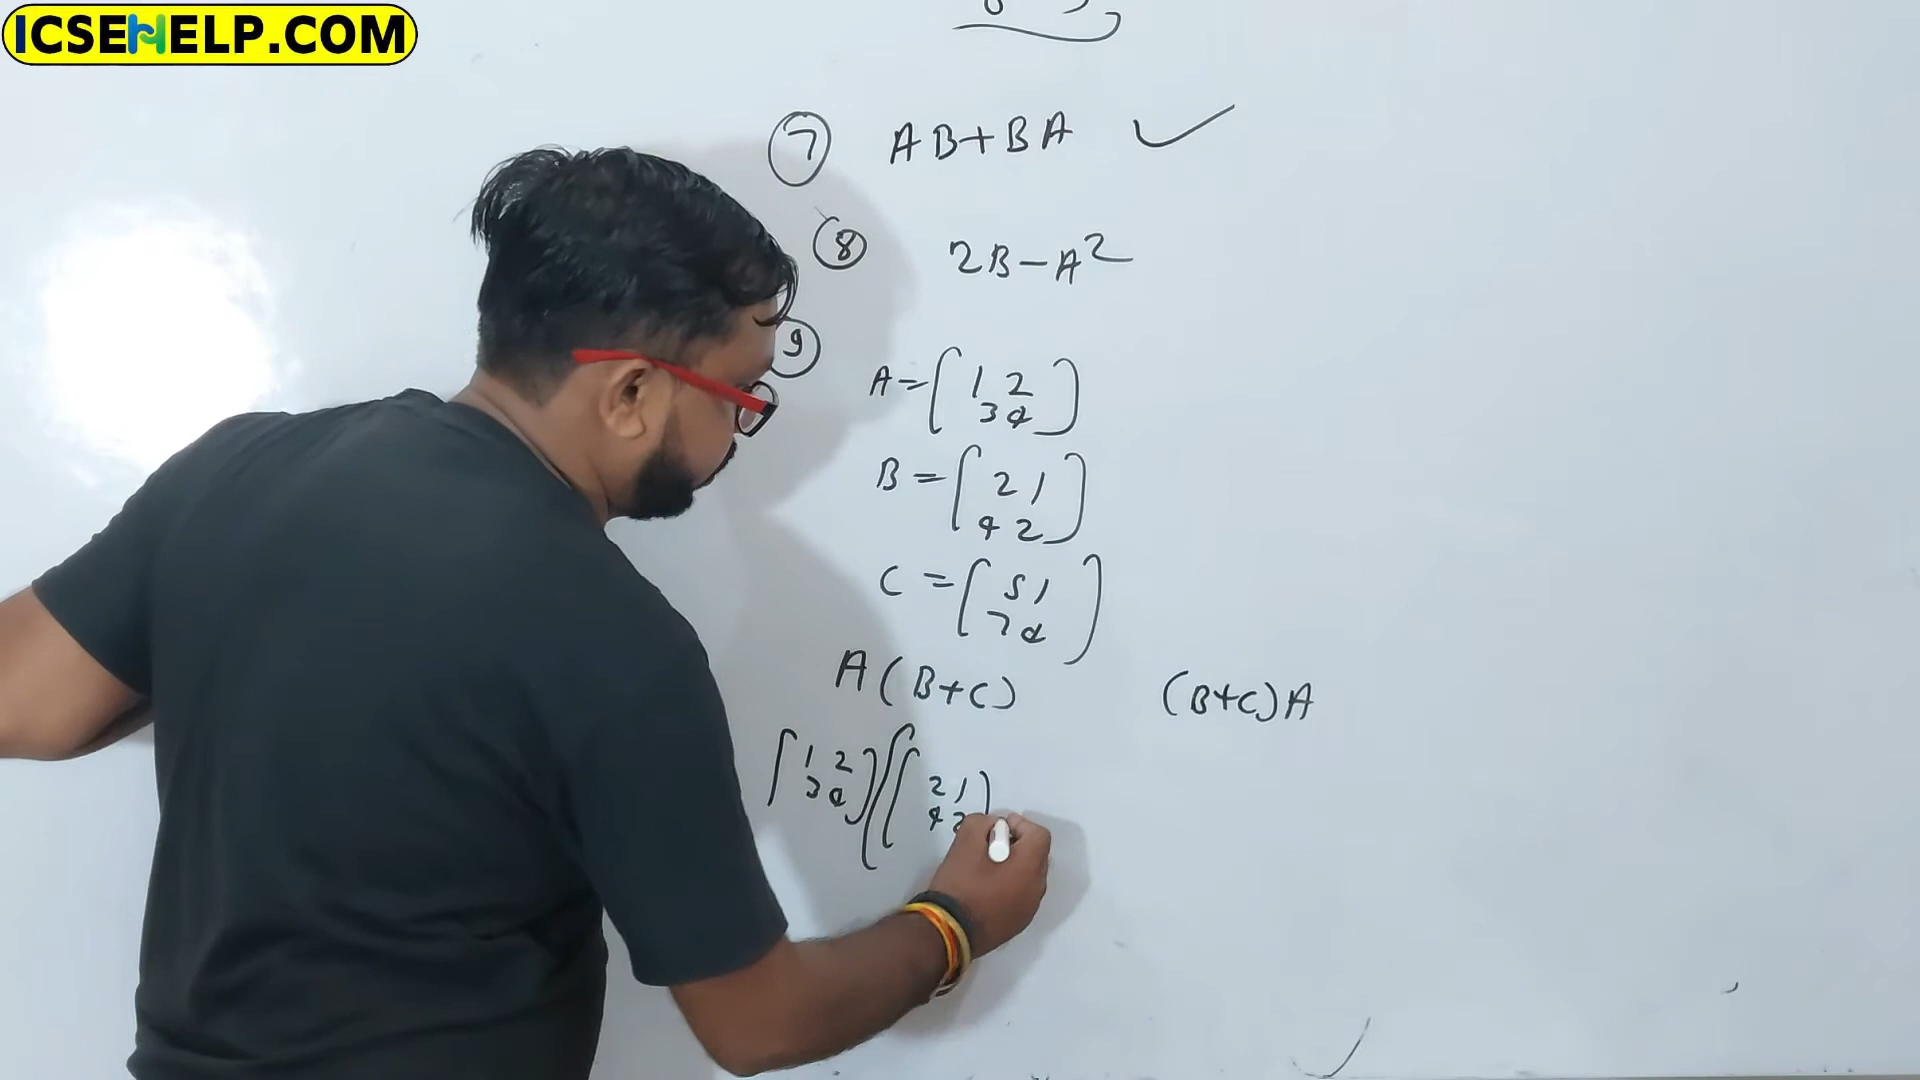 ICSEHELP.COM
7 AB+BA ✓
8 2B-A²
9
A=[1 2
3 4]
B=[2 1
4 2]
C=[5 1
7 4]
A(B+C) (B+C)A
[1 2
3 4] [[2 1
4 2]